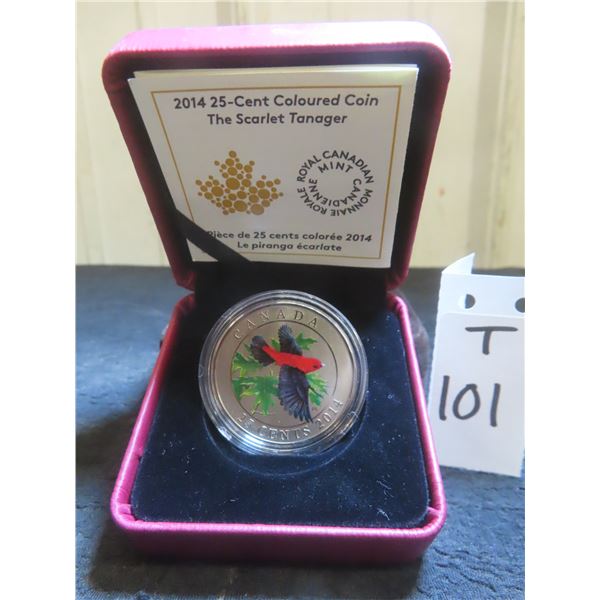 2014 25-Cent Coloured Coin
The Scarlet Tanager
ROYAL CANADIAN MINT
MONNAIE ROYALE CANADIENNE
Pièce de 25 cents colorée 2014
Le piranga écarlate
CANADA
25 CENTS 2014
T
101